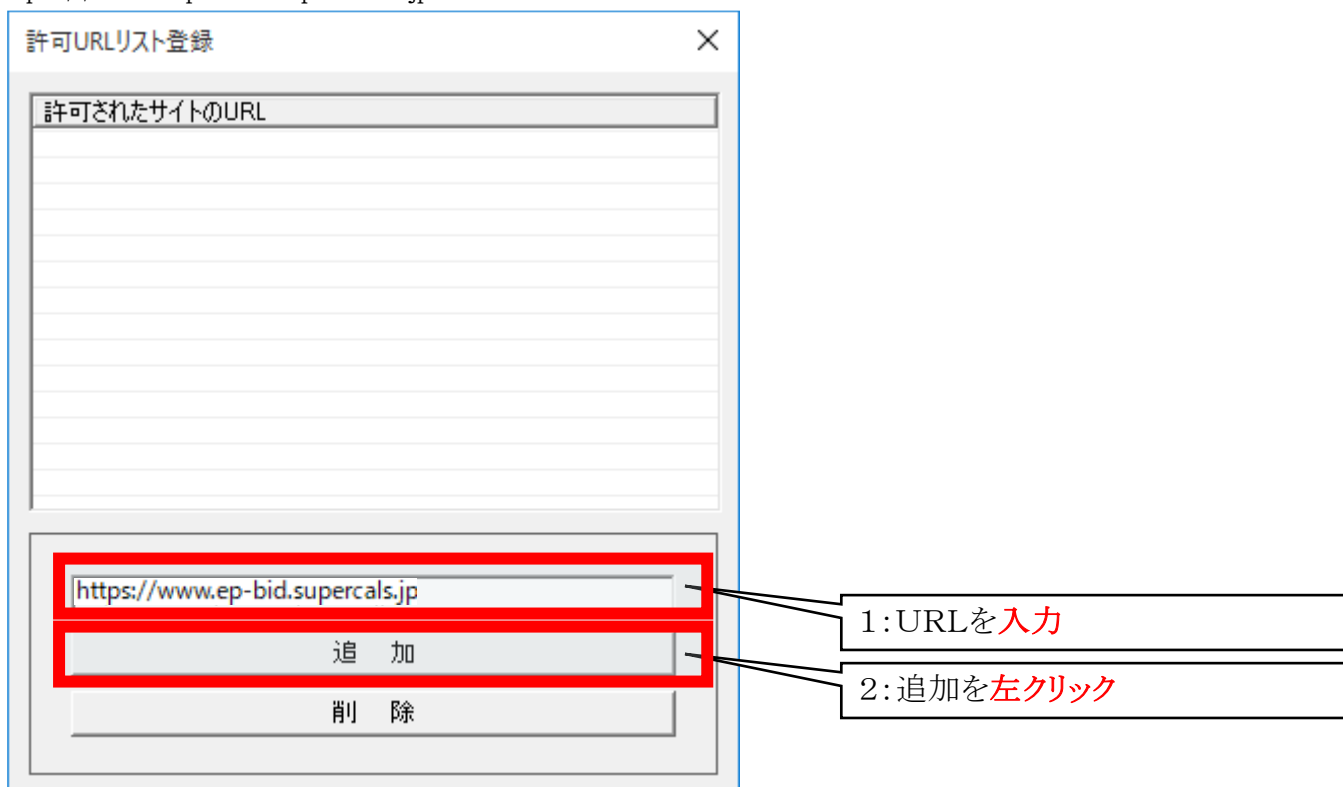 許可URLリスト登録
許可されたサイトのURL
https://www.ep-bid.supercals.jp
追 加
削 除
1:URLを入力
2:追加を左クリック